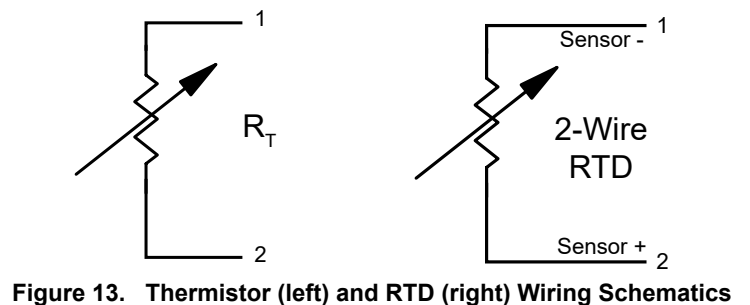 1
R_T
2
1
Sensor -
2-Wire
RTD
Sensor +
2
Figure 13. Thermistor (left) and RTD (right) Wiring Schematics